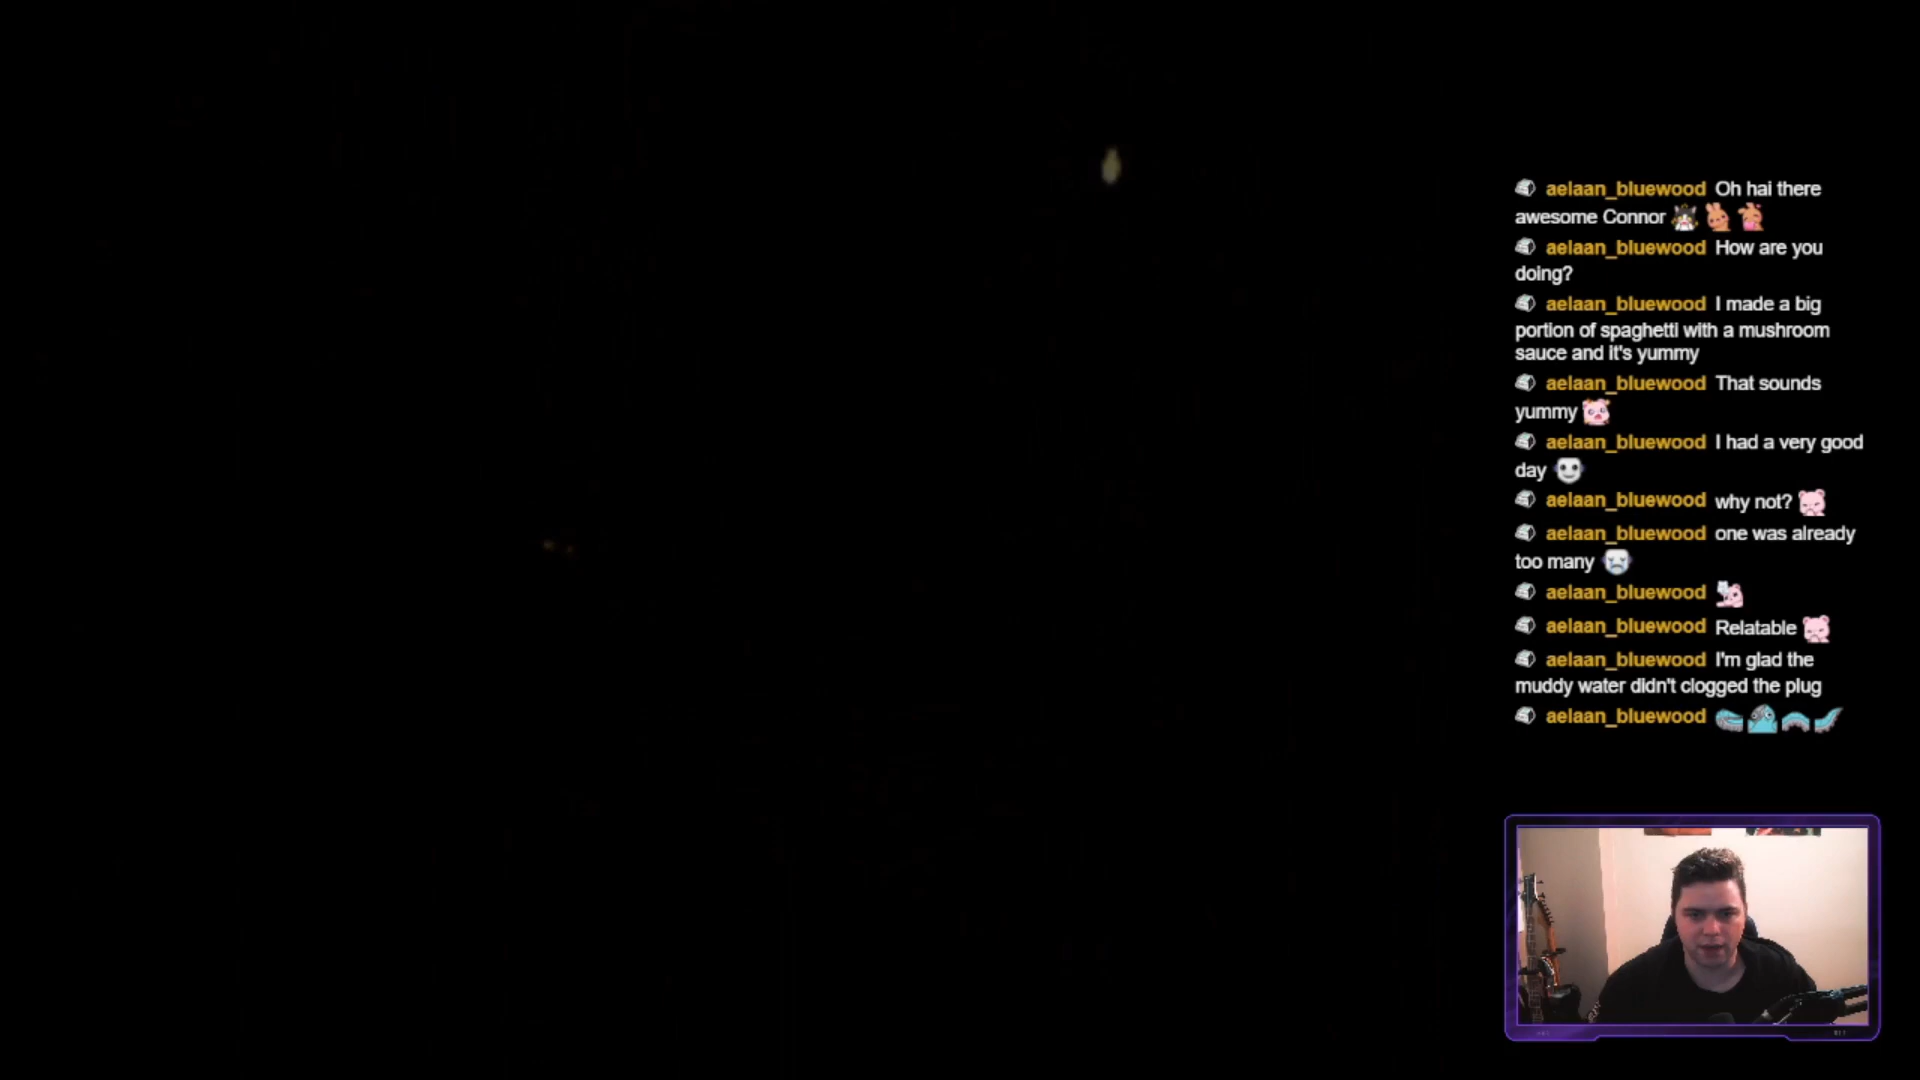 aelaan_bluewood Oh hai there
awesome Connor
aelaan_bluewood How are you
doing?
aelaan_bluewood I made a big
portion of spaghetti with a mushroom
sauce and it's yummy
aelaan_bluewood That sounds
yummy
aelaan_bluewood I had a very good
day
aelaan_bluewood why not?
aelaan_bluewood one was already
too many
aelaan_bluewood
aelaan_bluewood Relatable
aelaan_bluewood I'm glad the
muddy water didn't clogged the plug
aelaan_bluewood